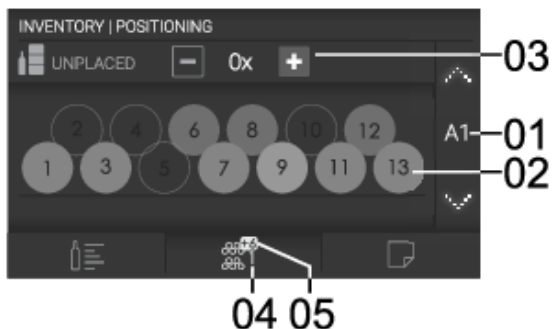 INVENTORY | POSITIONING
UNPLACED − 0x + 03
2 4 6 8 10 12
A1 01
1 3 5 7 9 11 13 02
+4
04 05